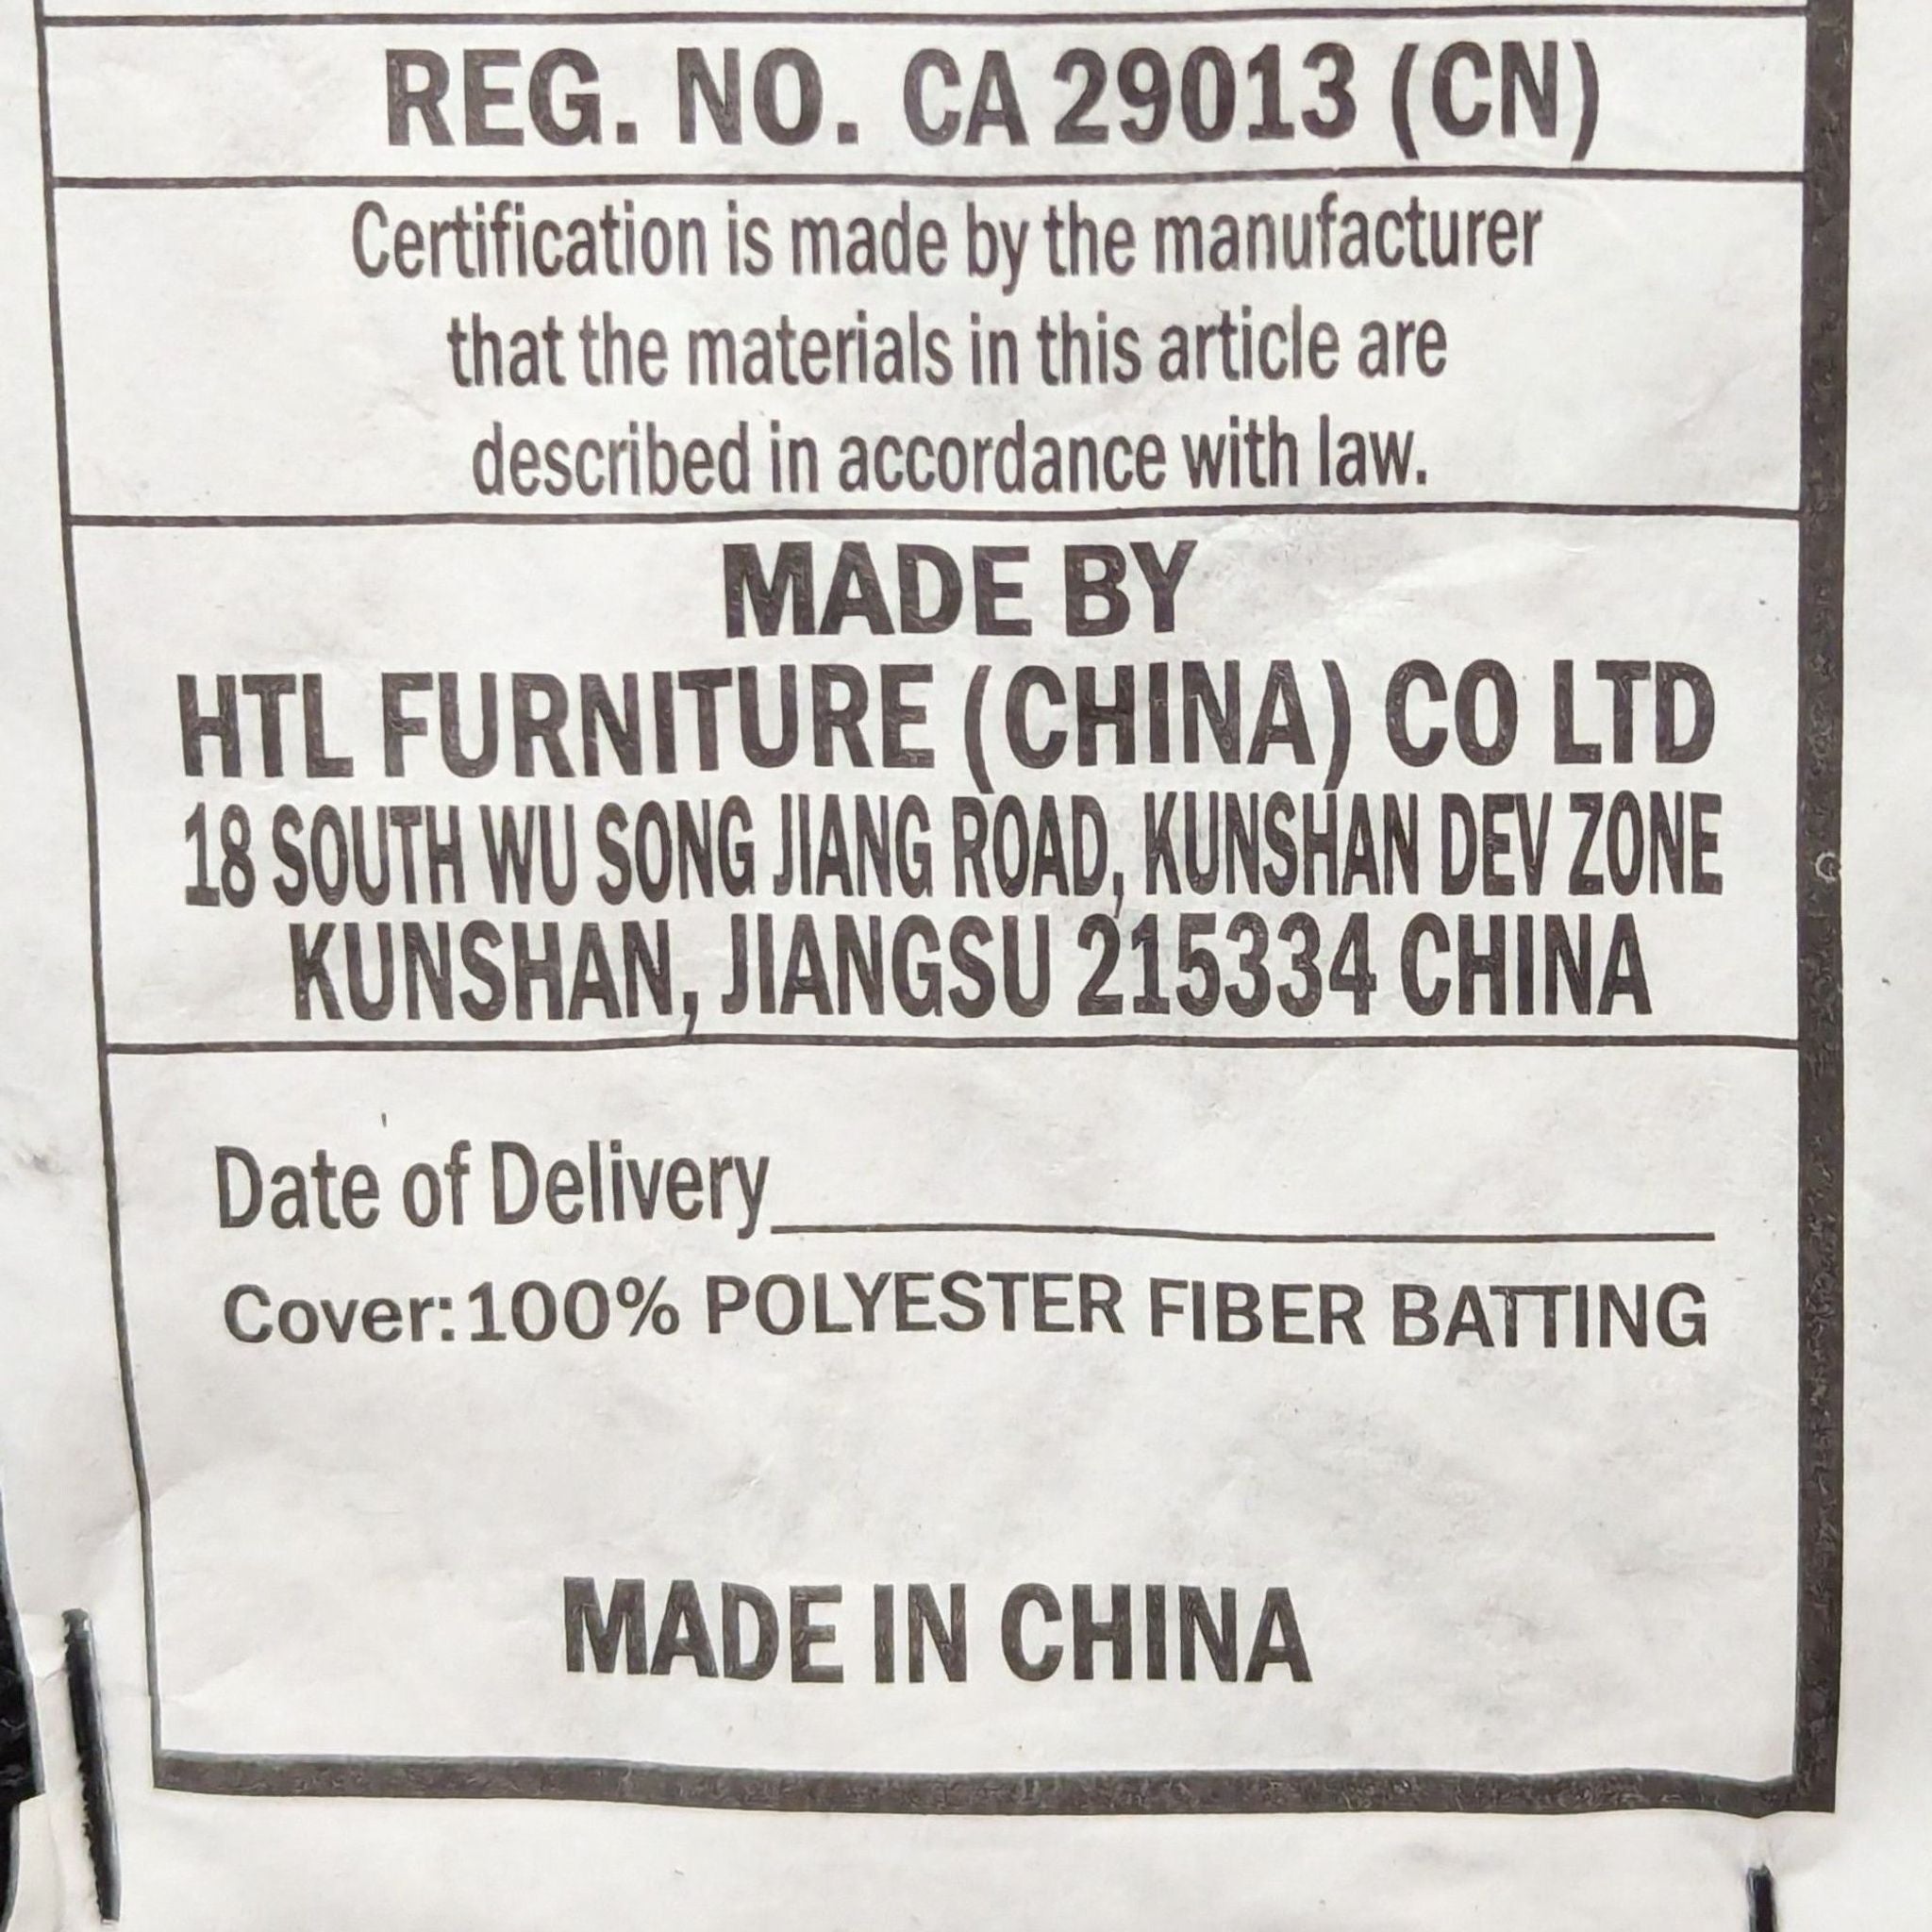 REG. NO. CA 29013 (CN)
Certification is made by the manufacturer
that the materials in this article are
described in accordance with law.
MADE BY
HTL FURNITURE (CHINA) CO LTD
18 SOUTH WU SONG JIANG ROAD, KUNSHAN DEV ZONE
KUNSHAN, JIANGSU 215334 CHINA
Date of Delivery
Cover:100% POLYESTER FIBER BATTING
MADE IN CHINA